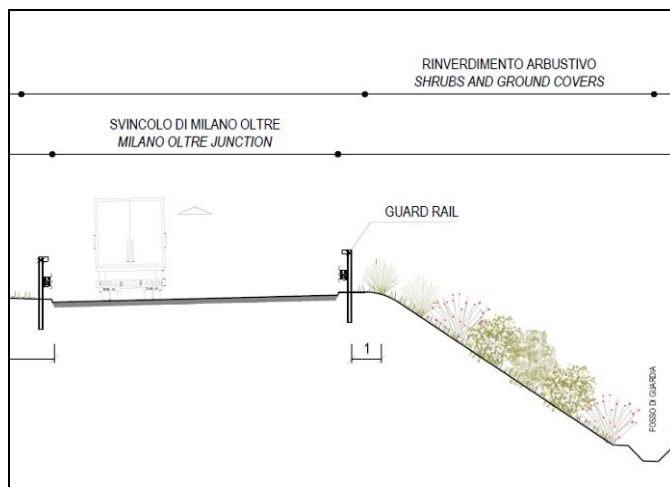 RINVERDIMENTO ARBUSTIVO
SHRUBS AND GROUND COVERS
SVINCOLO DI MILANO OLTRE
MILANO OLTRE JUNCTION
GUARD RAIL
1
FOSSO DI GUARDIA